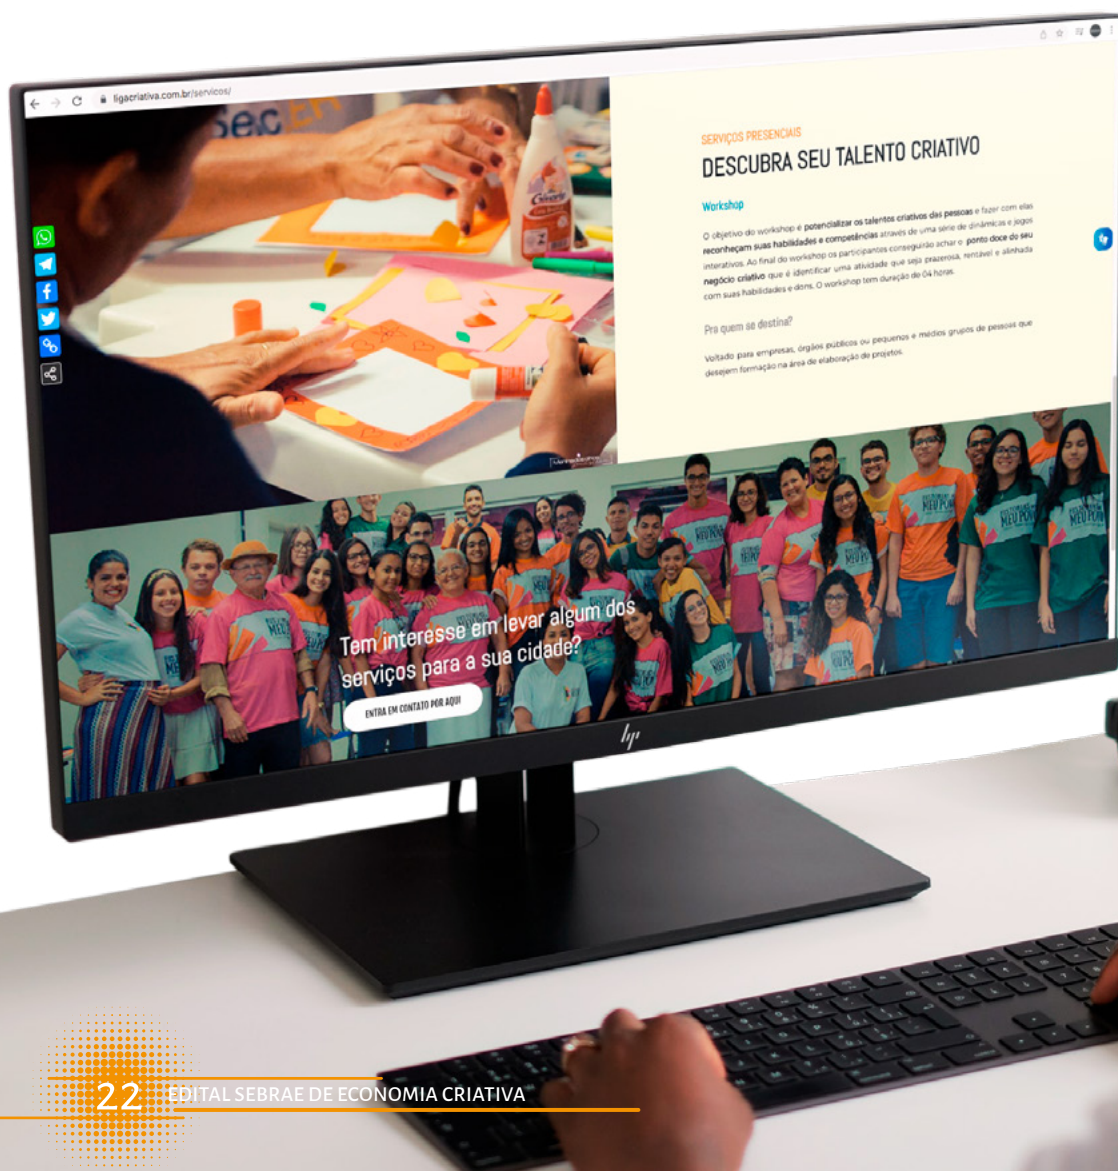 ligacriativa.com.br/servicos/
SERVIÇOS PRESENCIAIS
DESCUBRA SEU TALENTO CRIATIVO
Workshop
O objetivo do workshop é potencializar os talentos criativos das pessoas e fazer com elas
reconheçam suas habilidades e competências através de uma série de dinâmicas e jogos
interativos. Ao final do workshop os participantes conseguirão achar o ponto doce do seu
negócio criativo que é identificar uma atividade que seja prazerosa, rentável e alinhada
com suas habilidades e dons. O workshop tem duração de 04 horas.
Pra quem se destina?
Voltado para empresas, órgãos públicos ou pequenos e médios grupos de pessoas que
desejem formação na área de elaboração de projetos.
Tem interesse em levar algum dos
serviços para a sua cidade?
ENTRA EM CONTATO POR AQUI
hp
22 EDITAL SEBRAE DE ECONOMIA CRIATIVA